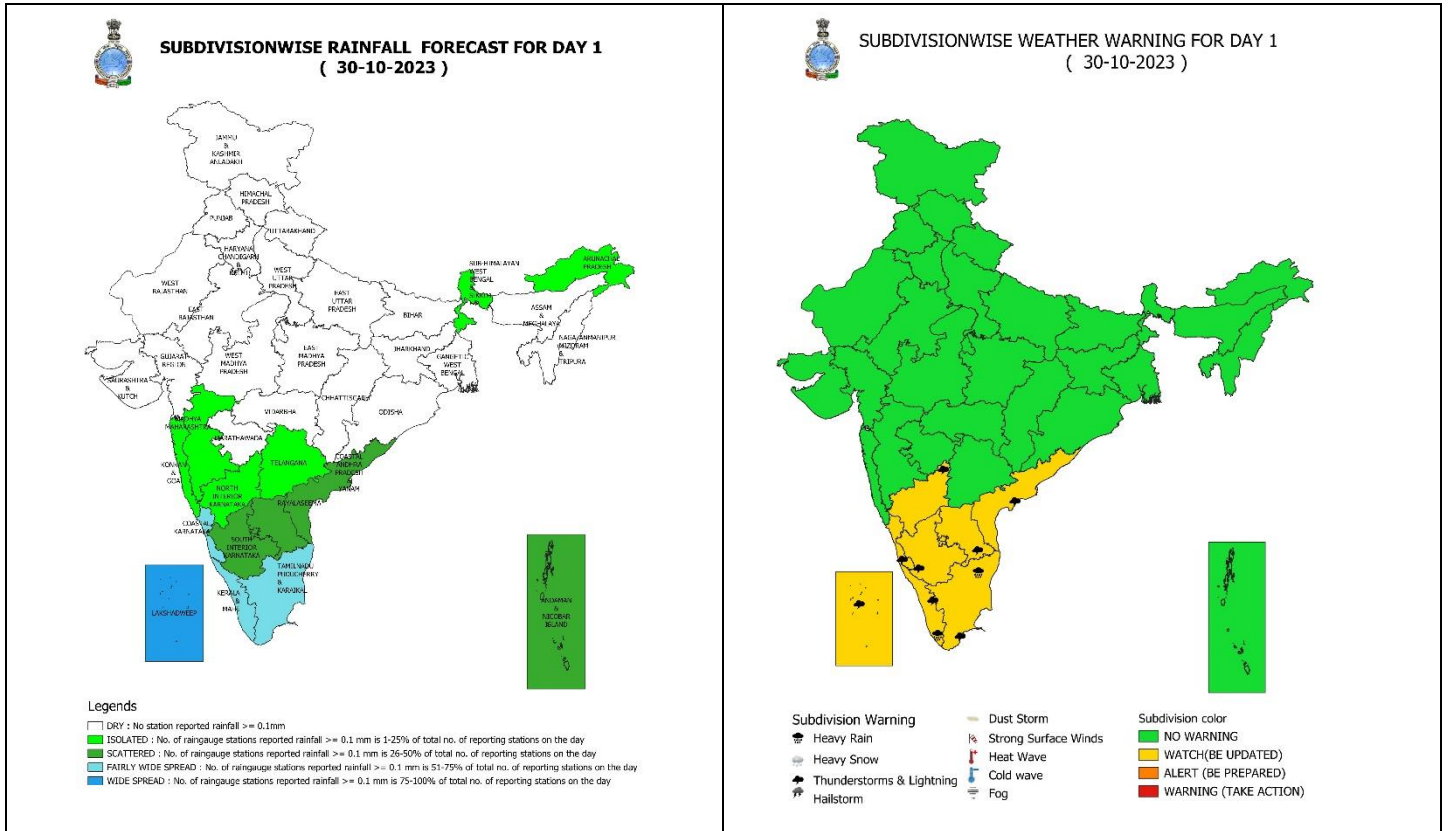 SUBDIVISIONWISE RAINFALL FORECAST FOR DAY 1
( 30-10-2023 )
JAMMU
&
KASHMIR
ANLADAKH
HIMACHAL
PRADESH
PUNJAB
UTTARAKHAND
HARYANA
CHANDIGARH
&
DELHI
WEST
UTTAR
PRADESH
WEST
RAJASTHAN
EAST
RAJASTHAN
EAST
UTTAR
PRADESH
BIHAR
SUB-HIMALAYAN
WEST
BENGAL
&
SIKKIM
ARUNACHAL
PRADESH
ASSAM
&
MEGHALAYA
NAGALANMANIPUR
MIZORAM
&
TRIPURA
GUJARAT
REGION
SAURASHTRA
&
KUTCH
WEST
MADHYA
PRADESH
EAST
MADHYA
PRADESH
JHARKHAND
GANGETIC
WEST
BENGAL
CHHATTISGARH
ODISHA
VIDARBHA
MADHYA
MAHARASHTRA
MARATHAWADA
KONKAN
&
GOA
TELANGANA
COASTAL
ANDHRA
PRADESH
&
YANAM
NORTH
INTERIOR
KARNATAKA
RAYALASEEMA
COASTAL
KARNATAKA
SOUTH
INTERIOR
KARNATAKA
TAMILNADU
PUDUCHERRY
&
KARAIKAL
KERALA
&
MAHE
LAKSHADWEEP
ANDAMAN
&
NICOBAR
ISLAND
Legends
DRY : No station reported rainfall >= 0.1mm
ISOLATED : No. of raingauge stations reported rainfall >= 0.1 mm is 1-25% of total no. of reporting stations on the day
SCATTERED : No. of raingauge stations reported rainfall >= 0.1 mm is 26-50% of total no. of reporting stations on the day
FAIRLY WIDE SPREAD : No. of raingauge stations reported rainfall >= 0.1 mm is 51-75% of total no. of reporting stations on the day
WIDE SPREAD : No. of raingauge stations reported rainfall >= 0.1 mm is 75-100% of total no. of reporting stations on the day
SUBDIVISIONWISE WEATHER WARNING FOR DAY 1
( 30-10-2023 )
Subdivision Warning
Heavy Rain
Heavy Snow
Thunderstorms & Lightning
Hailstorm
Dust Storm
Strong Surface Winds
Heat Wave
Cold wave
Fog
Subdivision color
NO WARNING
WATCH(BE UPDATED)
ALERT (BE PREPARED)
WARNING (TAKE ACTION)